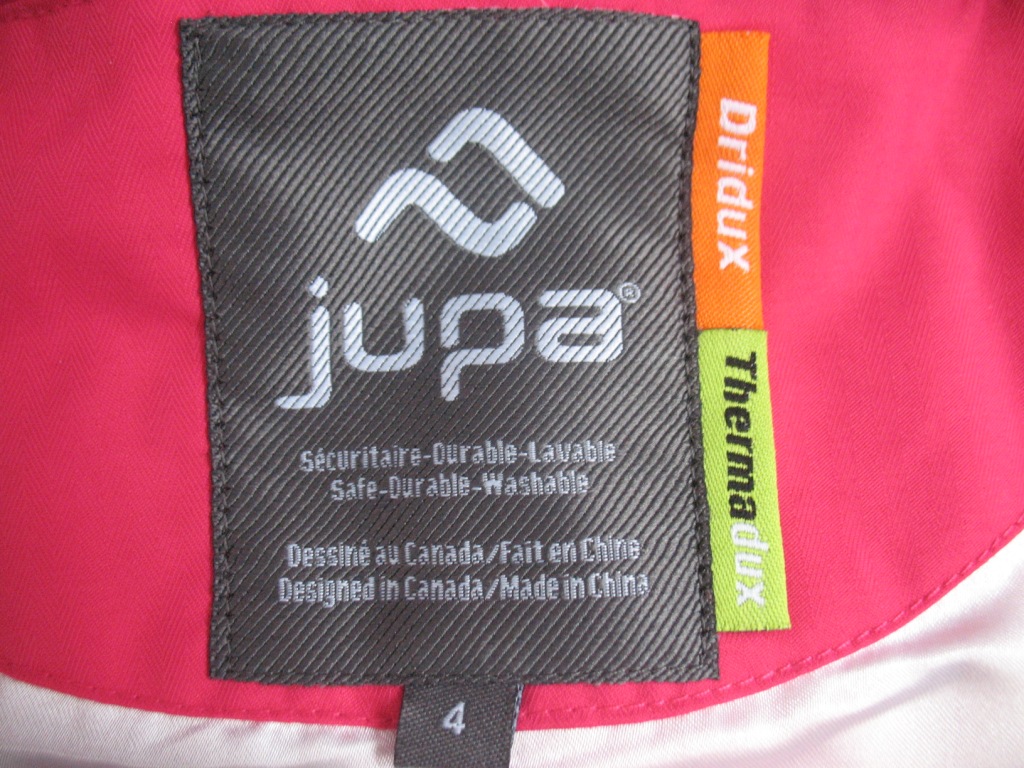 jupa®
Sécuritaire-Durable-Lavable
Safe-Durable-Washable
Dessiné au Canada/Fait en Chine
Designed in Canada/Made in China
4
Dridux
Thermadux